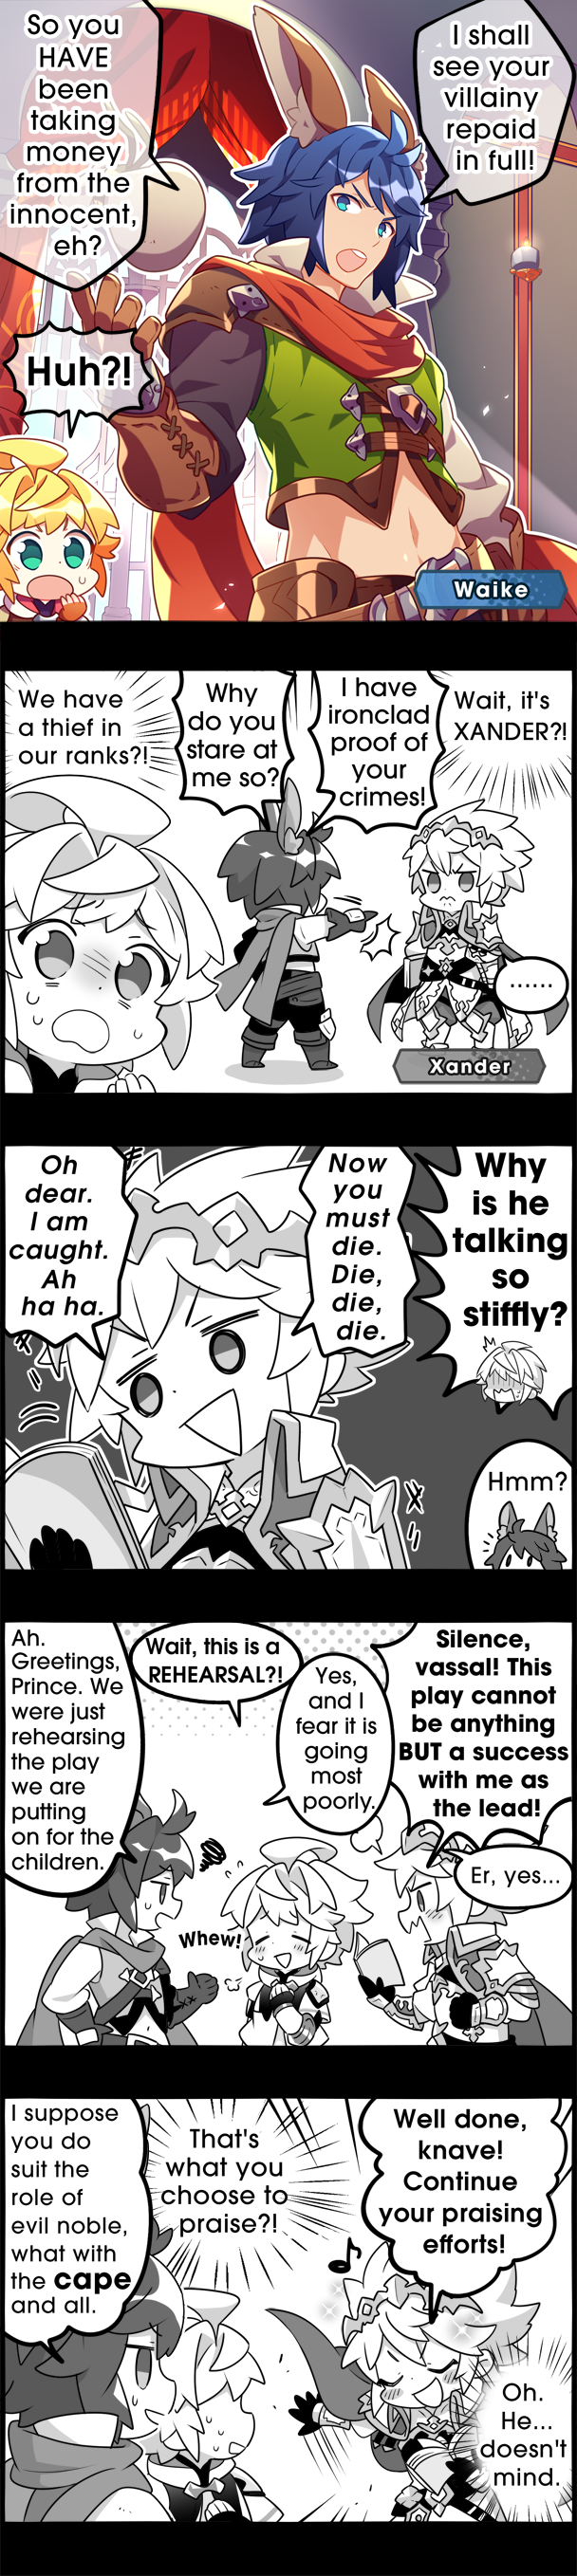 So you
HAVE
been
taking
money
from the
innocent,
eh?
I shall
see your
villainy
repaid
in full!
Huh?!
Waike
We have
a thief in
our ranks?!
Why
do you
stare at
me so?
I have
ironclad
proof of
your
crimes!
Wait, it's
XANDER?!
......
Xander
Oh
dear.
I am
caught.
Ah
ha ha.
Now
you
must
die.
Die,
die,
die.
Why
is he
talking
so
stiffly?
Hmm?
Ah.
Greetings,
Prince. We
were just
rehearsing
the play
we are
putting
on for the
children.
Wait, this is a
REHEARSAL?!
Yes,
and I
fear it is
going
most
poorly.
Silence,
vassal! This
play cannot
be anything
BUT a success
with me as
the lead!
Er, yes...
Whew!
I suppose
you do
suit the
role of
evil noble,
what with
the cape
and all.
That's
what you
choose to
praise?!
Well done,
knave!
Continue
your praising
efforts!
Oh.
He...
doesn't
mind.